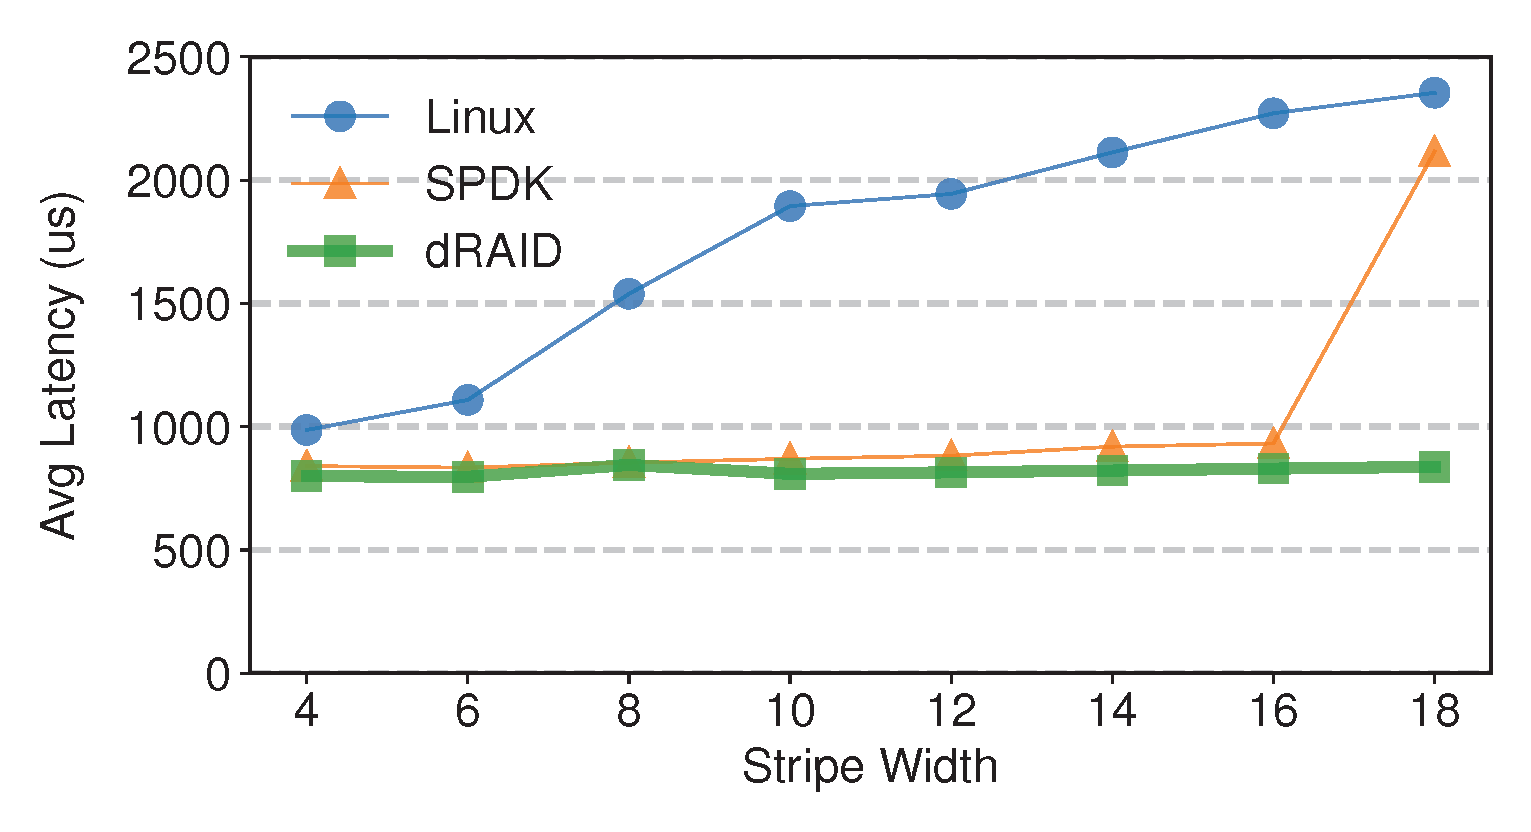 2500
2000
1500
1000
500
0
Avg Latency (us)
Linux
SPDK
dRAID
4 6 8 10 12 14 16 18
Stripe Width